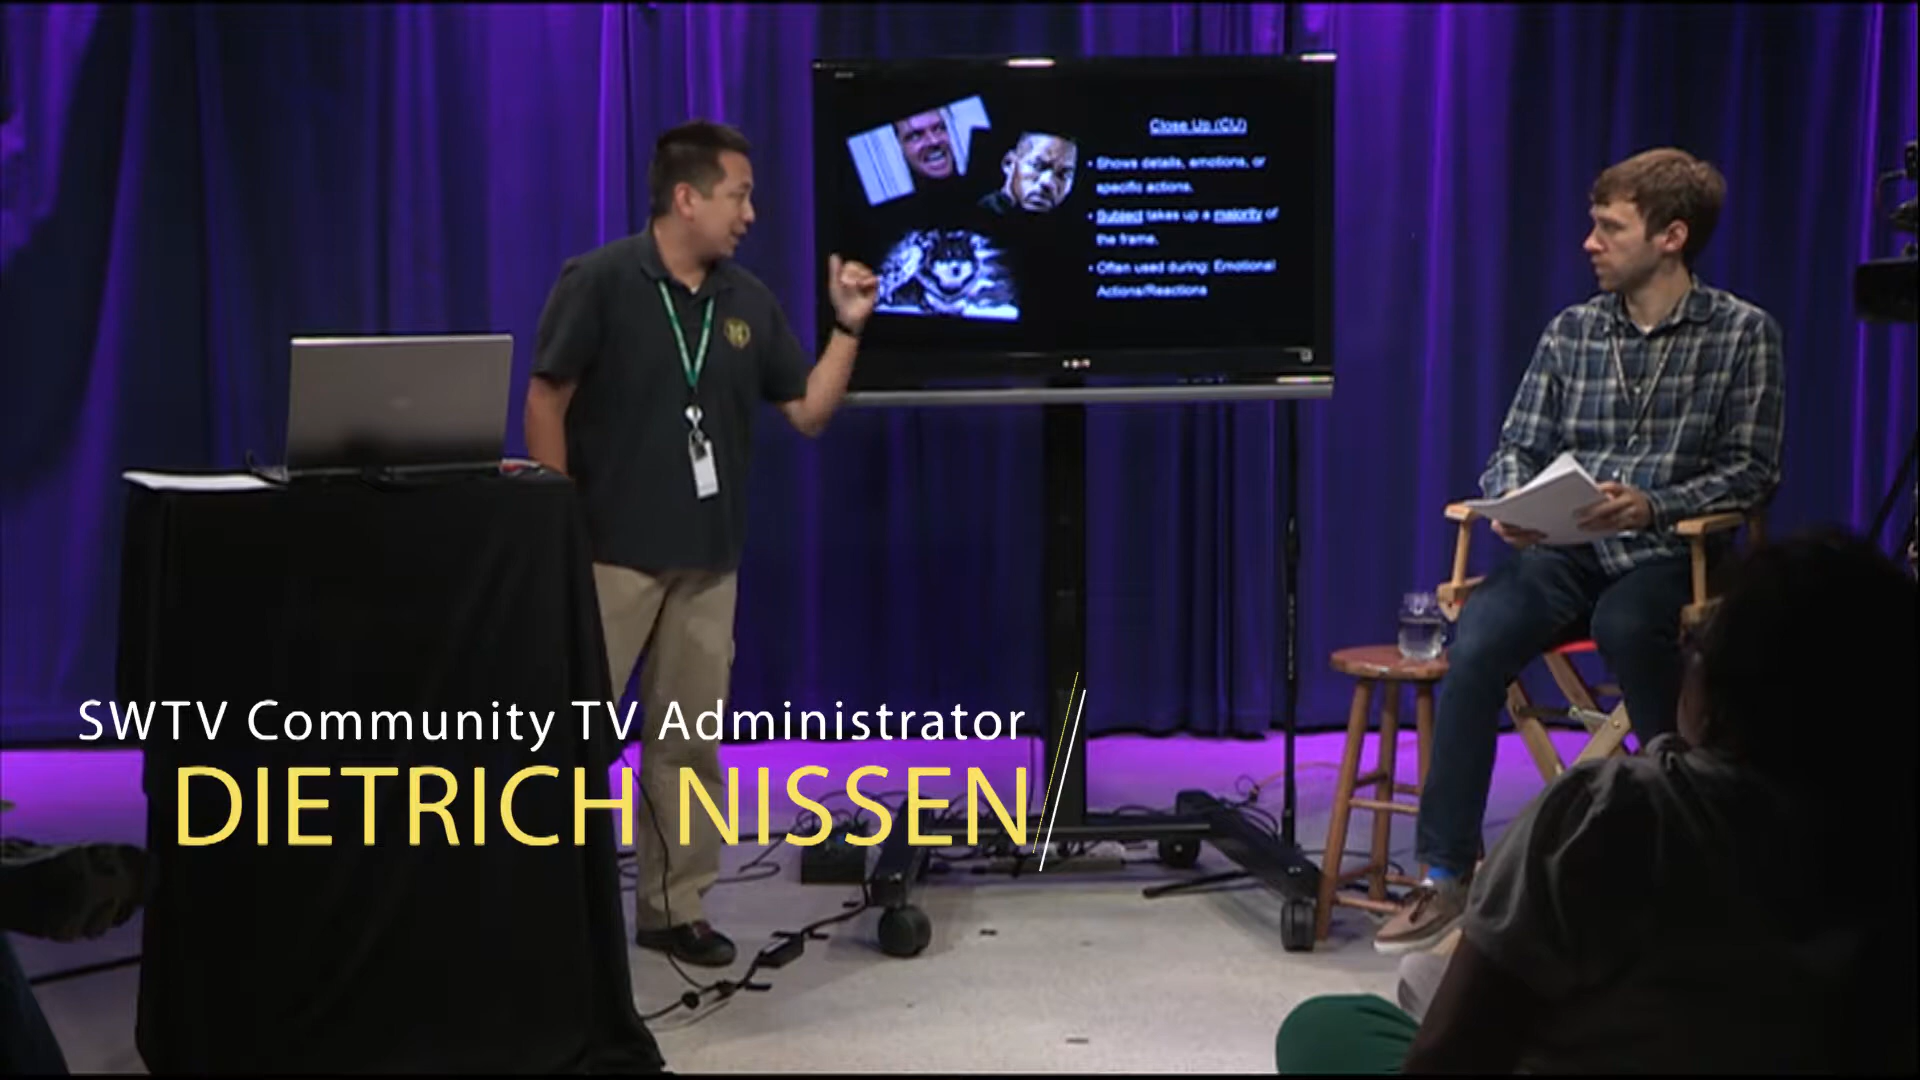 Close Up (CU)
• Shows details, emotions, or
specific actions.
• Subject takes up a majority of
the frame.
• Often used during: Emotional
Actions/Reactions
SWTV Community TV Administrator
DIETRICH NISSEN